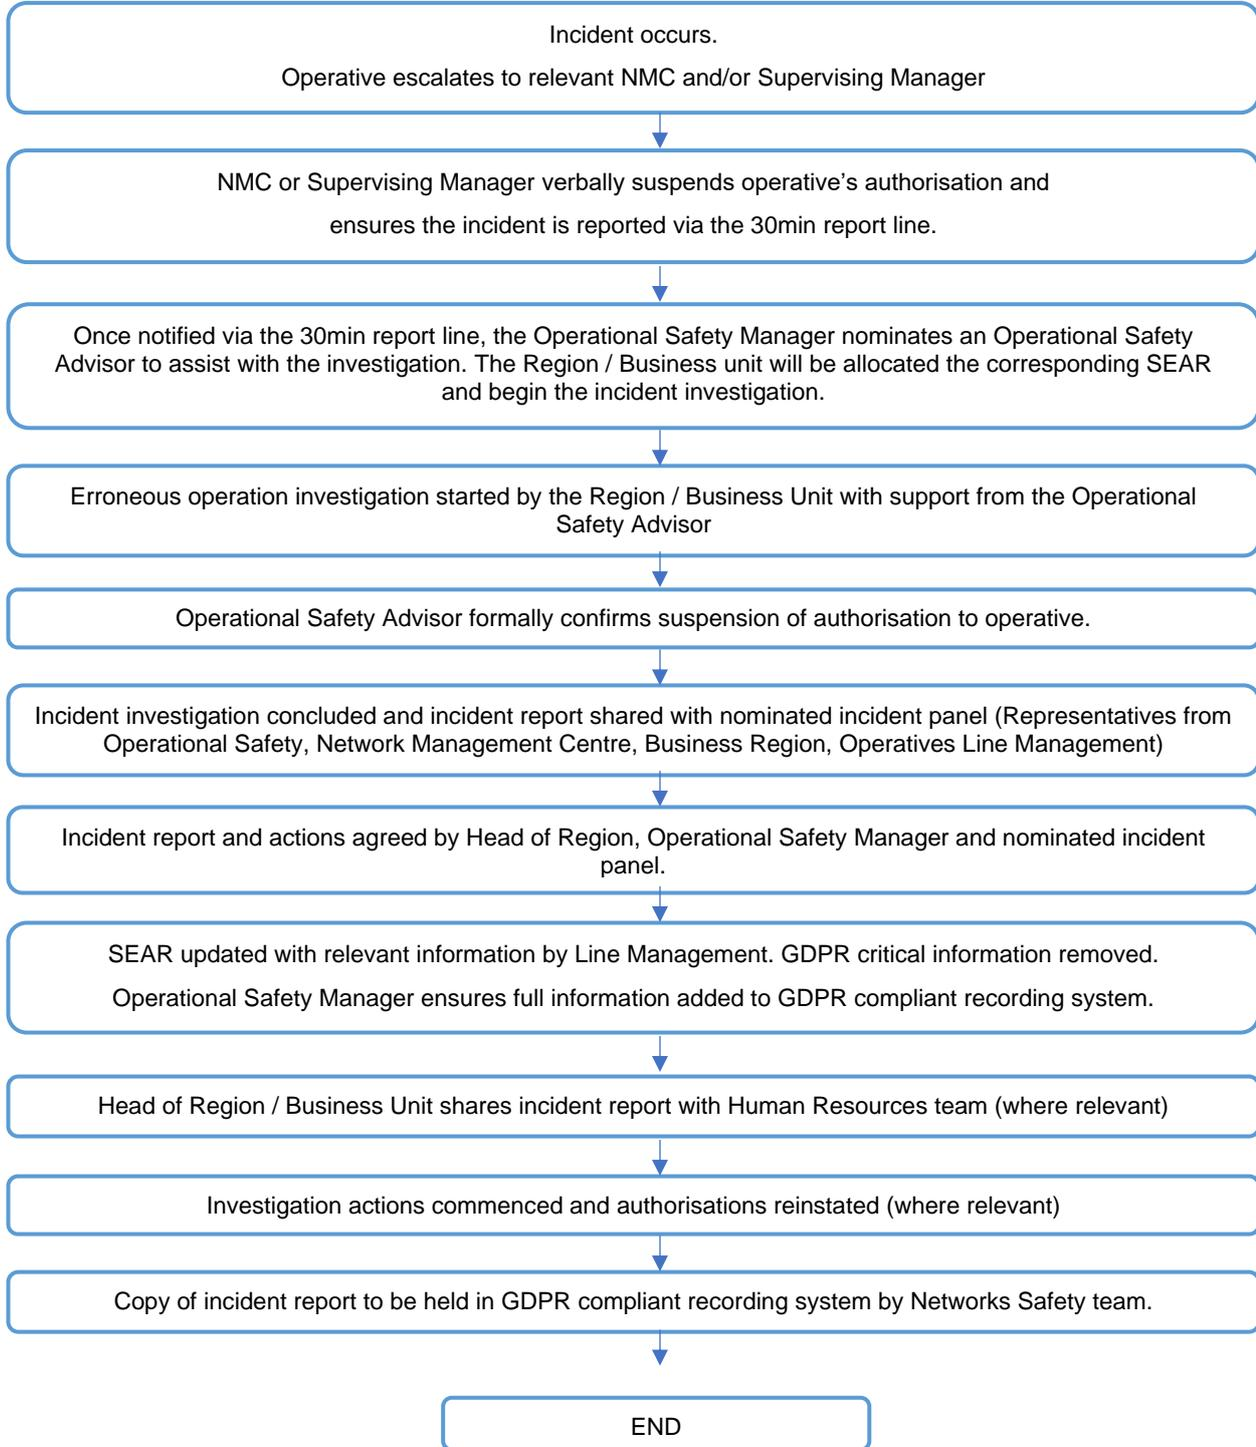 Incident occurs.
Operative escalates to relevant NMC and/or Supervising Manager
NMC or Supervising Manager verbally suspends operative’s authorisation and
ensures the incident is reported via the 30min report line.
Once notified via the 30min report line, the Operational Safety Manager nominates an Operational Safety
Advisor to assist with the investigation. The Region / Business unit will be allocated the corresponding SEAR
and begin the incident investigation.
Erroneous operation investigation started by the Region / Business Unit with support from the Operational
Safety Advisor
Operational Safety Advisor formally confirms suspension of authorisation to operative.
Incident investigation concluded and incident report shared with nominated incident panel (Representatives from
Operational Safety, Network Management Centre, Business Region, Operatives Line Management)
Incident report and actions agreed by Head of Region, Operational Safety Manager and nominated incident
panel.
SEAR updated with relevant information by Line Management. GDPR critical information removed.
Operational Safety Manager ensures full information added to GDPR compliant recording system.
Head of Region / Business Unit shares incident report with Human Resources team (where relevant)
Investigation actions commenced and authorisations reinstated (where relevant)
Copy of incident report to be held in GDPR compliant recording system by Networks Safety team.
END